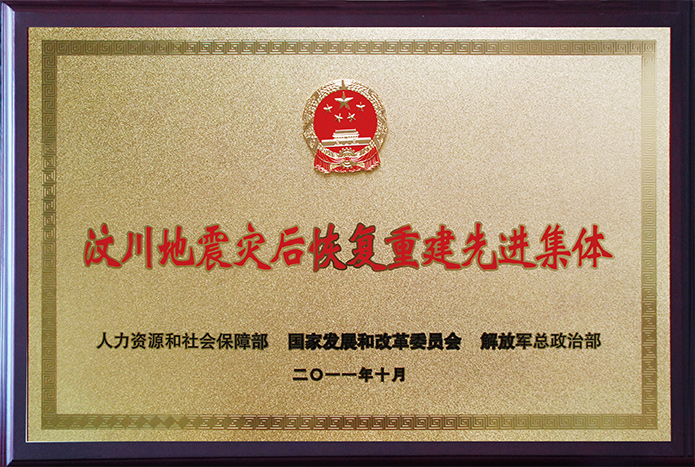 汶川地震灾后恢复重建先进集体
人力资源和社会保障部 国家发展和改革委员会 解放军总政治部
二〇一一年十月